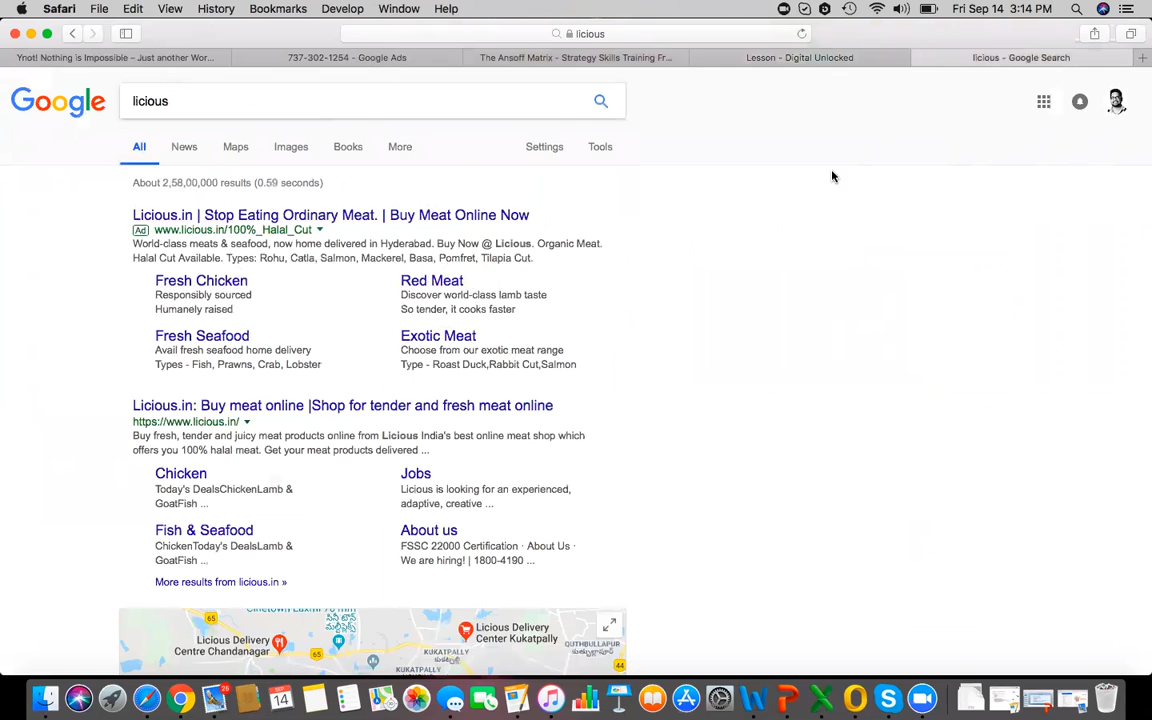 Safari File Edit View History Bookmarks Develop Window Help Fri Sep 14 3:14 PM
licious
Ynot! Nothing is Impossible – Just another Wor... 737-302-1254 - Google Ads The Ansoff Matrix - Strategy Skills Training Fr... Lesson - Digital Unlocked licious - Google Search
Google licious
All News Maps Images Books More Settings Tools
About 2,58,00,000 results (0.59 seconds)
Licious.in | Stop Eating Ordinary Meat. | Buy Meat Online Now
Ad www.licious.in/100%_Halal_Cut
World-class meats & seafood, now home delivered in Hyderabad. Buy Now @ Licious. Organic Meat.
Halal Cut Available. Types: Rohu, Catla, Salmon, Mackerel, Basa, Pomfret, Tilapia Cut.
Fresh Chicken Red Meat
Responsibly sourced Discover world-class lamb taste
Humanely raised So tender, it cooks faster
Fresh Seafood Exotic Meat
Avail fresh seafood home delivery Choose from our exotic meat range
Types - Fish, Prawns, Crab, Lobster Type - Roast Duck,Rabbit Cut,Salmon
Licious.in: Buy meat online |Shop for tender and fresh meat online
https://www.licious.in/
Buy fresh, tender and juicy meat products online from Licious India's best online meat shop which
offers you 100% halal meat. Get your meat products delivered ...
Chicken Jobs
Today's DealsChickenLamb & Licious is looking for an experienced,
GoatFish ... adaptive, creative ...
Fish & Seafood About us
ChickenToday's DealsLamb & FSSC 22000 Certification · About Us ·
GoatFish ... We are hiring! | 1800-4190 ...
More results from licious.in »
65
Licious Delivery
Centre Chandanagar
65
Licious Delivery
Center Kukatpally
KUKATPALLY
QUTHBULLAPUR
44
KUKATPALLY
SEP
14